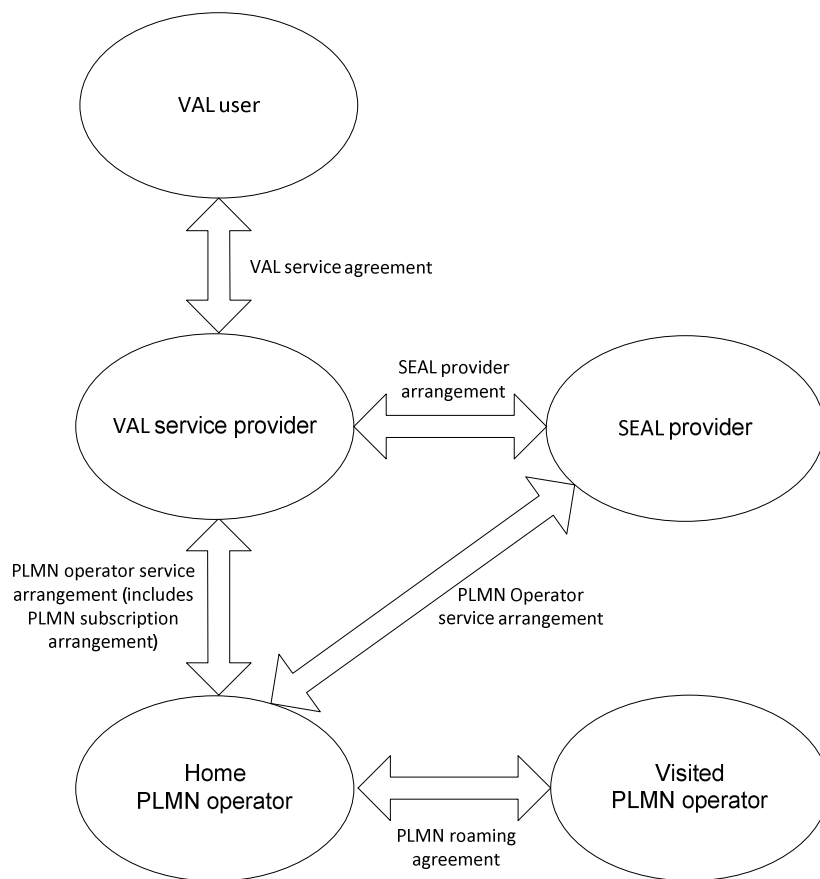 VAL user
VAL service agreement
SEAL provider
arrangement
VAL service provider
SEAL provider
PLMN operator service
arrangement (includes
PLMN subscription
arrangement)
PLMN Operator
service arrangement
Home
PLMN operator
Visited
PLMN operator
PLMN roaming
agreement